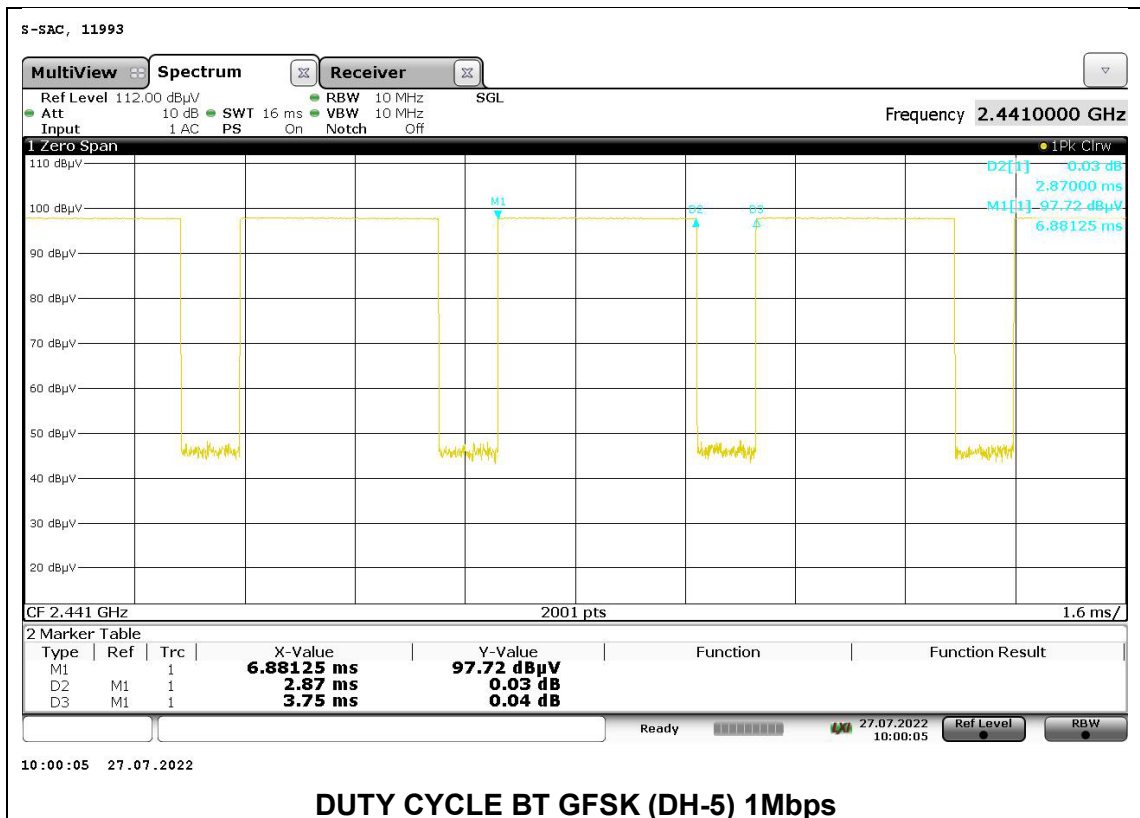 S-SAC, 11993
MultiView Spectrum Receiver
Ref Level 112.00 dBµV RBW 10 MHz SGL
Att 10 dB SWT 16 ms VBW 10 MHz
Input 1 AC PS On Notch Off
Frequency 2.4410000 GHz
1 Zero Span 1Pk Clrw
110 dBµV
D2[1] 0.03 dB
2.87000 ms
100 dBµV
M1
D2
D3
M1[1] 97.72 dBµV
6.88125 ms
90 dBµV
80 dBµV
70 dBµV
60 dBµV
50 dBµV
40 dBµV
30 dBµV
20 dBµV
CF 2.441 GHz 2001 pts 1.6 ms/
2 Marker Table
Type | Ref | Trc | X-Value | Y-Value | Function | Function Result |
M1 1 6.88125 ms 97.72 dBµV
D2 M1 1 2.87 ms 0.03 dB
D3 M1 1 3.75 ms 0.04 dB
Ready LXI 27.07.2022 10:00:05 Ref Level RBW
10:00:05 27.07.2022
DUTY CYCLE BT GFSK (DH-5) 1Mbps